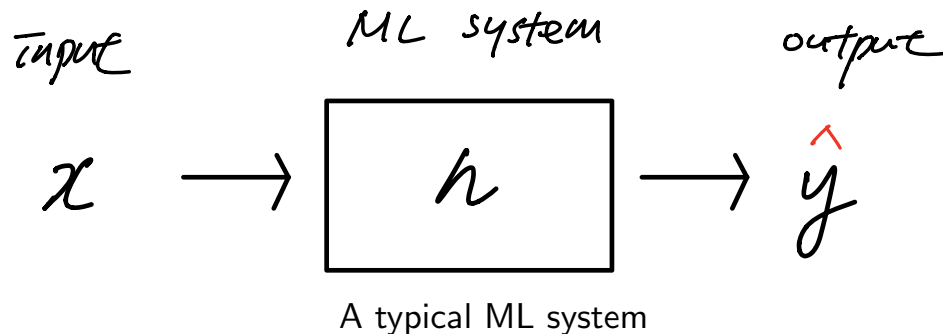 input ML system output
x → h → ŷ
A typical ML system